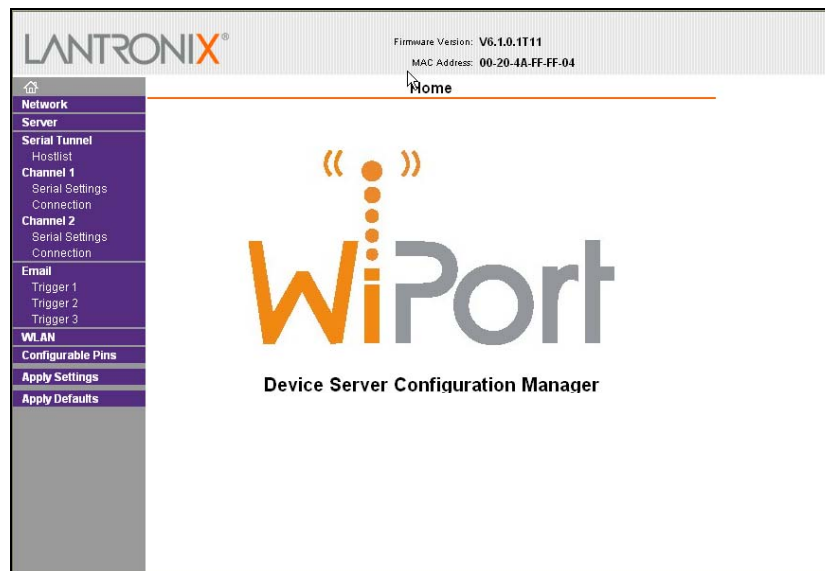 LANTRONIX®
Firmware Version: V6.1.0.1T11
MAC Address: 00-20-4A-FF-FF-04
Home
Network
Server
Serial Tunnel
Hostlist
Channel 1
Serial Settings
Connection
Channel 2
Serial Settings
Connection
Email
Trigger 1
Trigger 2
Trigger 3
WLAN
Configurable Pins
Apply Settings
Apply Defaults
WiPort
Device Server Configuration Manager